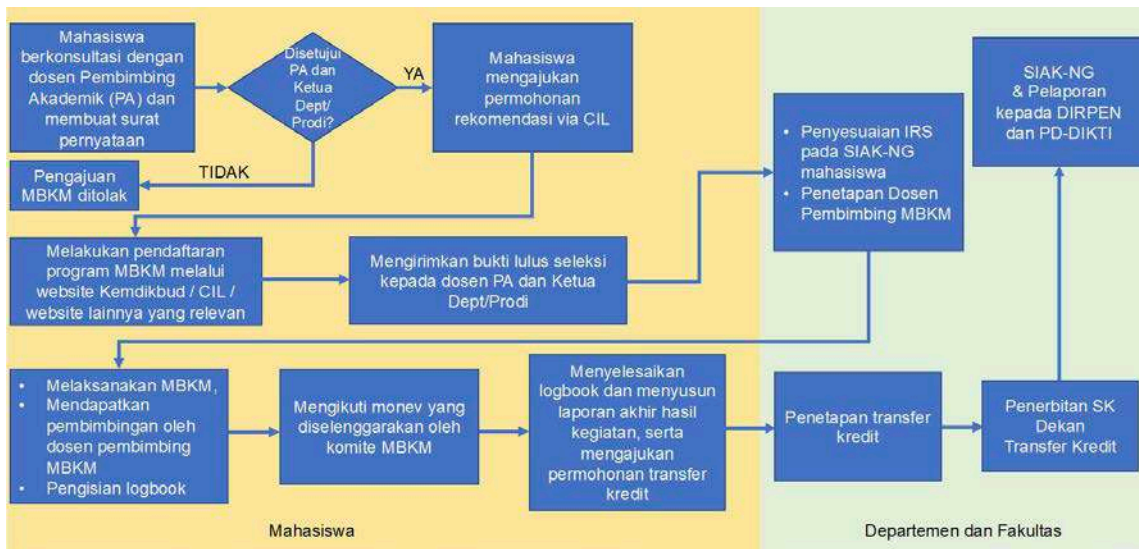 Mahasiswa
berkonsultasi dengan
dosen Pembimbing
Akademik (PA) dan
membuat surat
pernyataan
Disetujui
PA dan
Ketua
Dept/
Prodi?
YA
TIDAK
Pengajuan
MBKM ditolak
Mahasiswa
mengajukan
permohonan
rekomendasi via CIL
Melakukan pendaftaran
program MBKM melalui
website Kemdikbud / CIL /
website lainnya yang relevan
Mengirimkan bukti lulus seleksi
kepada dosen PA dan Ketua
Dept/Prodi
• Penyesuaian IRS
pada SIAK-NG
mahasiswa
• Penetapan Dosen
Pembimbing MBKM
• Melaksanakan MBKM,
• Mendapatkan
pembimbingan oleh
dosen pembimbing
MBKM
• Pengisian logbook
Mengikuti monev yang
diselenggarakan oleh
komite MBKM
Menyelesaikan
logbook dan menyusun
laporan akhir hasil
kegiatan, serta
mengajukan
permohonan transfer
kredit
Penetapan transfer
kredit
Penerbitan SK
Dekan
Transfer Kredit
SIAK-NG
& Pelaporan
kepada DIRPEN
dan PD-DIKTI
Mahasiswa
Departemen dan Fakultas